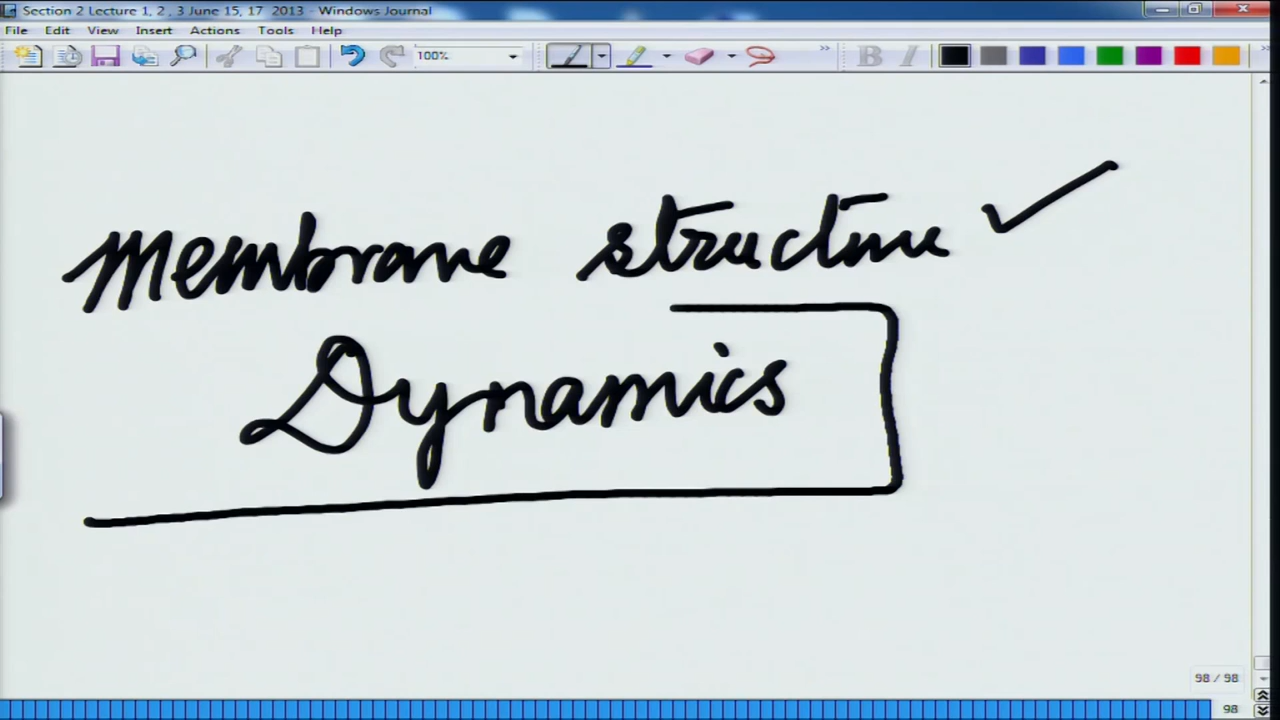 Section 2 Lecture 1, 2 , 3 June 15, 17 2013 - Windows Journal
File Edit View Insert Actions Tools Help
100% B I
Membrane structure ✓
Dynamics
98 / 98
98